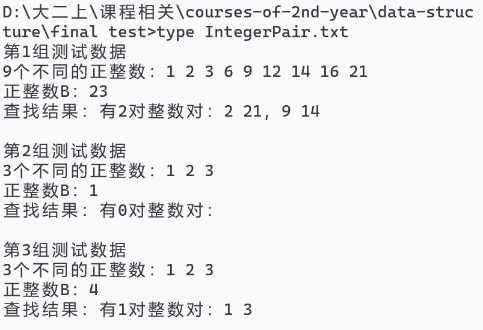 D:\大二上\课程相关\courses-of-2nd-year\data-struc
ture\final test>type IntegerPair.txt
第1组测试数据
9个不同的正整数: 1 2 3 6 9 12 14 16 21
正整数B: 23
查找结果: 有2对整数对: 2 21, 9 14
第2组测试数据
3个不同的正整数: 1 2 3
正整数B: 1
查找结果: 有0对整数对:
第3组测试数据
3个不同的正整数: 1 2 3
正整数B: 4
查找结果: 有1对整数对: 1 3